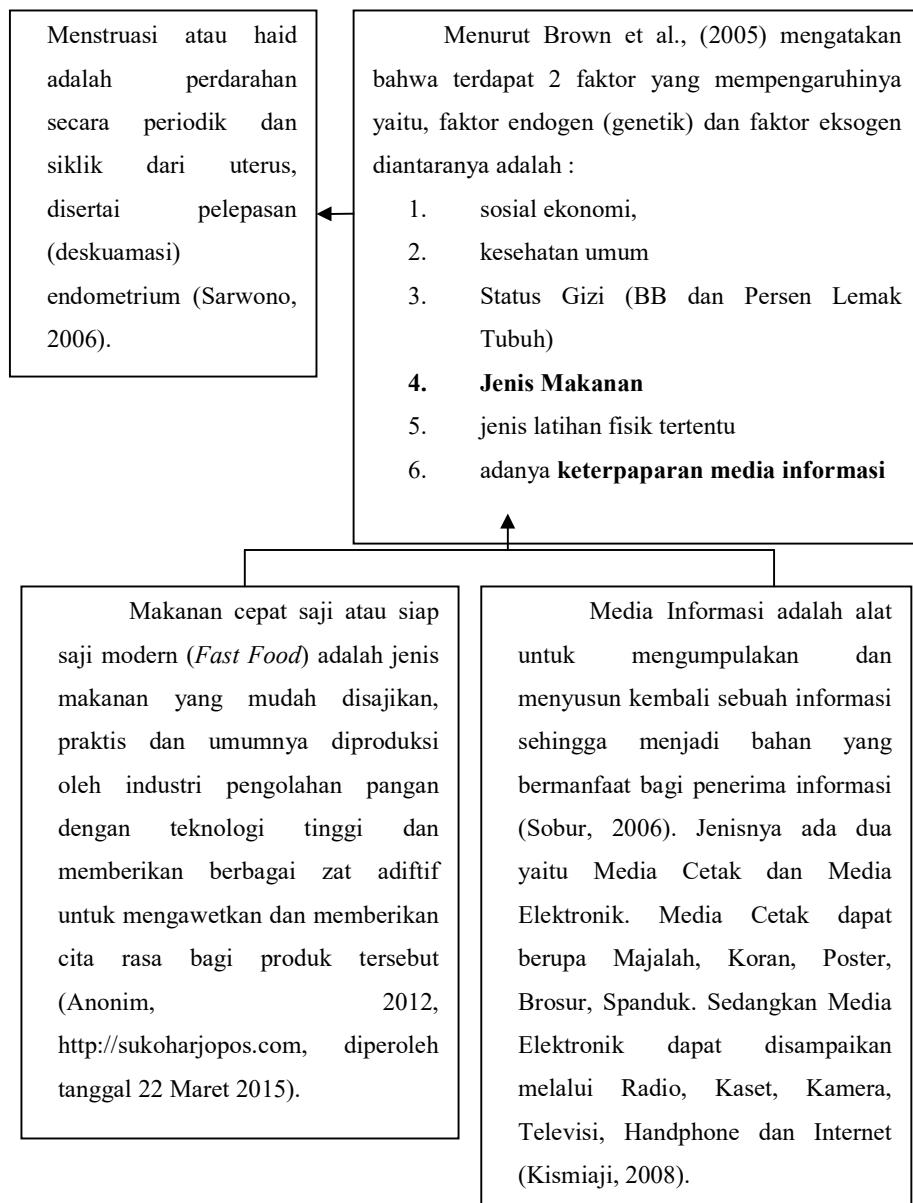 Menstruasi atau haid
adalah perdarahan
secara periodik dan
siklik dari uterus,
disertai pelepasan
(deskuamasi)
endometrium (Sarwono,
2006).
Menurut Brown et al., (2005) mengatakan
bahwa terdapat 2 faktor yang mempengaruhinya
yaitu, faktor endogen (genetik) dan faktor eksogen
diantaranya adalah :
1. sosial ekonomi,
2. kesehatan umum
3. Status Gizi (BB dan Persen Lemak
Tubuh)
4. Jenis Makanan
5. jenis latihan fisik tertentu
6. adanya keterpaparan media informasi
Makanan cepat saji atau siap
saji modern (Fast Food) adalah jenis
makanan yang mudah disajikan,
praktis dan umumnya diproduksi
oleh industri pengolahan pangan
dengan teknologi tinggi dan
memberikan berbagai zat adiftif
untuk mengawetkan dan memberikan
cita rasa bagi produk tersebut
(Anonim, 2012,
http://sukoharjopos.com, diperoleh
tanggal 22 Maret 2015).
Media Informasi adalah alat
untuk mengumpulakan dan
menyusun kembali sebuah informasi
sehingga menjadi bahan yang
bermanfaat bagi penerima informasi
(Sobur, 2006). Jenisnya ada dua
yaitu Media Cetak dan Media
Elektronik. Media Cetak dapat
berupa Majalah, Koran, Poster,
Brosur, Spanduk. Sedangkan Media
Elektronik dapat disampaikan
melalui Radio, Kaset, Kamera,
Televisi, Handphone dan Internet
(Kismiaji, 2008).